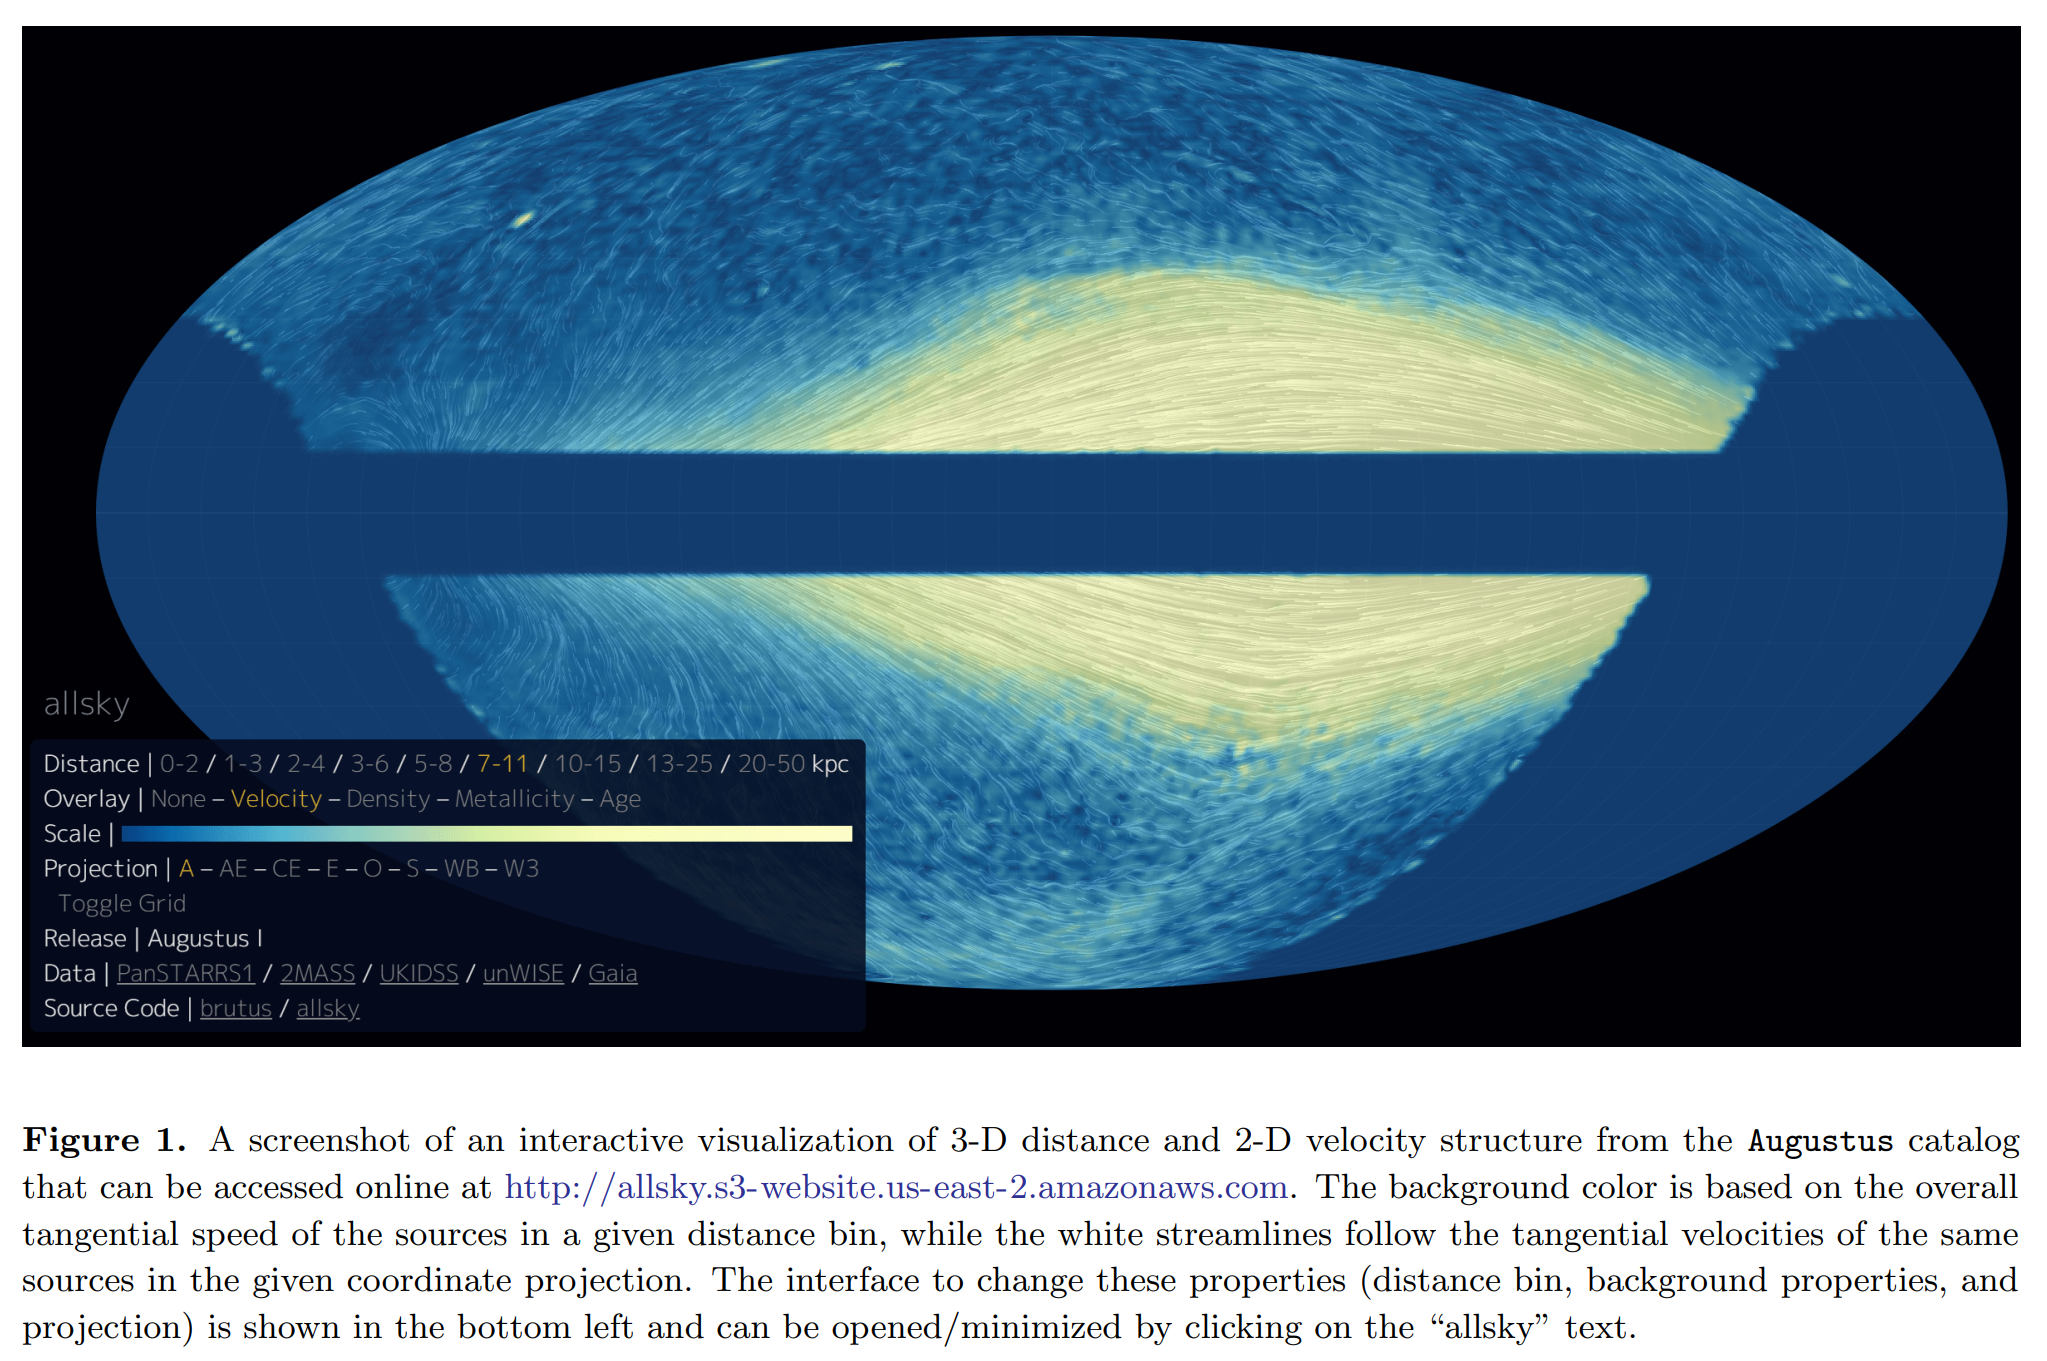 allsky
Distance | 0-2 / 1-3 / 2-4 / 3-6 / 5-8 / 7-11 / 10-15 / 13-25 / 20-50 kpc
Overlay | None – Velocity – Density – Metallicity – Age
Scale |
Projection | A – AE – CE – E – O – S – WB – W3
Toggle Grid
Release | Augustus I
Data | PanSTARRS1 / 2MASS / UKIDSS / unWISE / Gaia
Source Code | brutus / allsky
Figure 1. A screenshot of an interactive visualization of 3-D distance and 2-D velocity structure from the Augustus catalog
that can be accessed online at http://allsky.s3-website.us-east-2.amazonaws.com. The background color is based on the overall
tangential speed of the sources in a given distance bin, while the white streamlines follow the tangential velocities of the same
sources in the given coordinate projection. The interface to change these properties (distance bin, background properties, and
projection) is shown in the bottom left and can be opened/minimized by clicking on the “allsky” text.